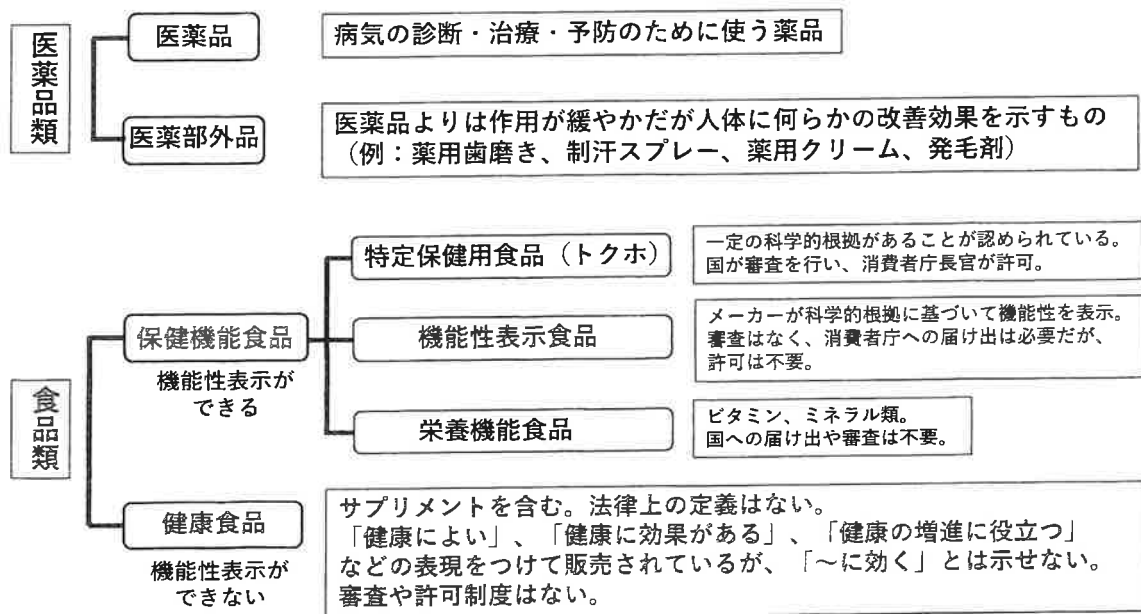 医薬品類
医薬品
病気の診断・治療・予防のために使う薬品
医薬部外品
医薬品よりは作用が緩やかだが人体に何らかの改善効果を示すもの
（例：薬用歯磨き、制汗スプレー、薬用クリーム、発毛剤）
食品類
保健機能食品
機能性表示が
できる
特定保健用食品（トクホ）
一定の科学的根拠があることが認められている。
国が審査を行い、消費者庁長官が許可。
機能性表示食品
メーカーが科学的根拠に基づいて機能性を表示。
審査はなく、消費者庁への届け出は必要だが、
許可は不要。
栄養機能食品
ビタミン、ミネラル類。
国への届け出や審査は不要。
健康食品
機能性表示が
できない
サプリメントを含む。法律上の定義はない。
「健康によい」、「健康に効果がある」、「健康の増進に役立つ」
などの表現をつけて販売されているが、「～に効く」とは示せない。
審査や許可制度はない。